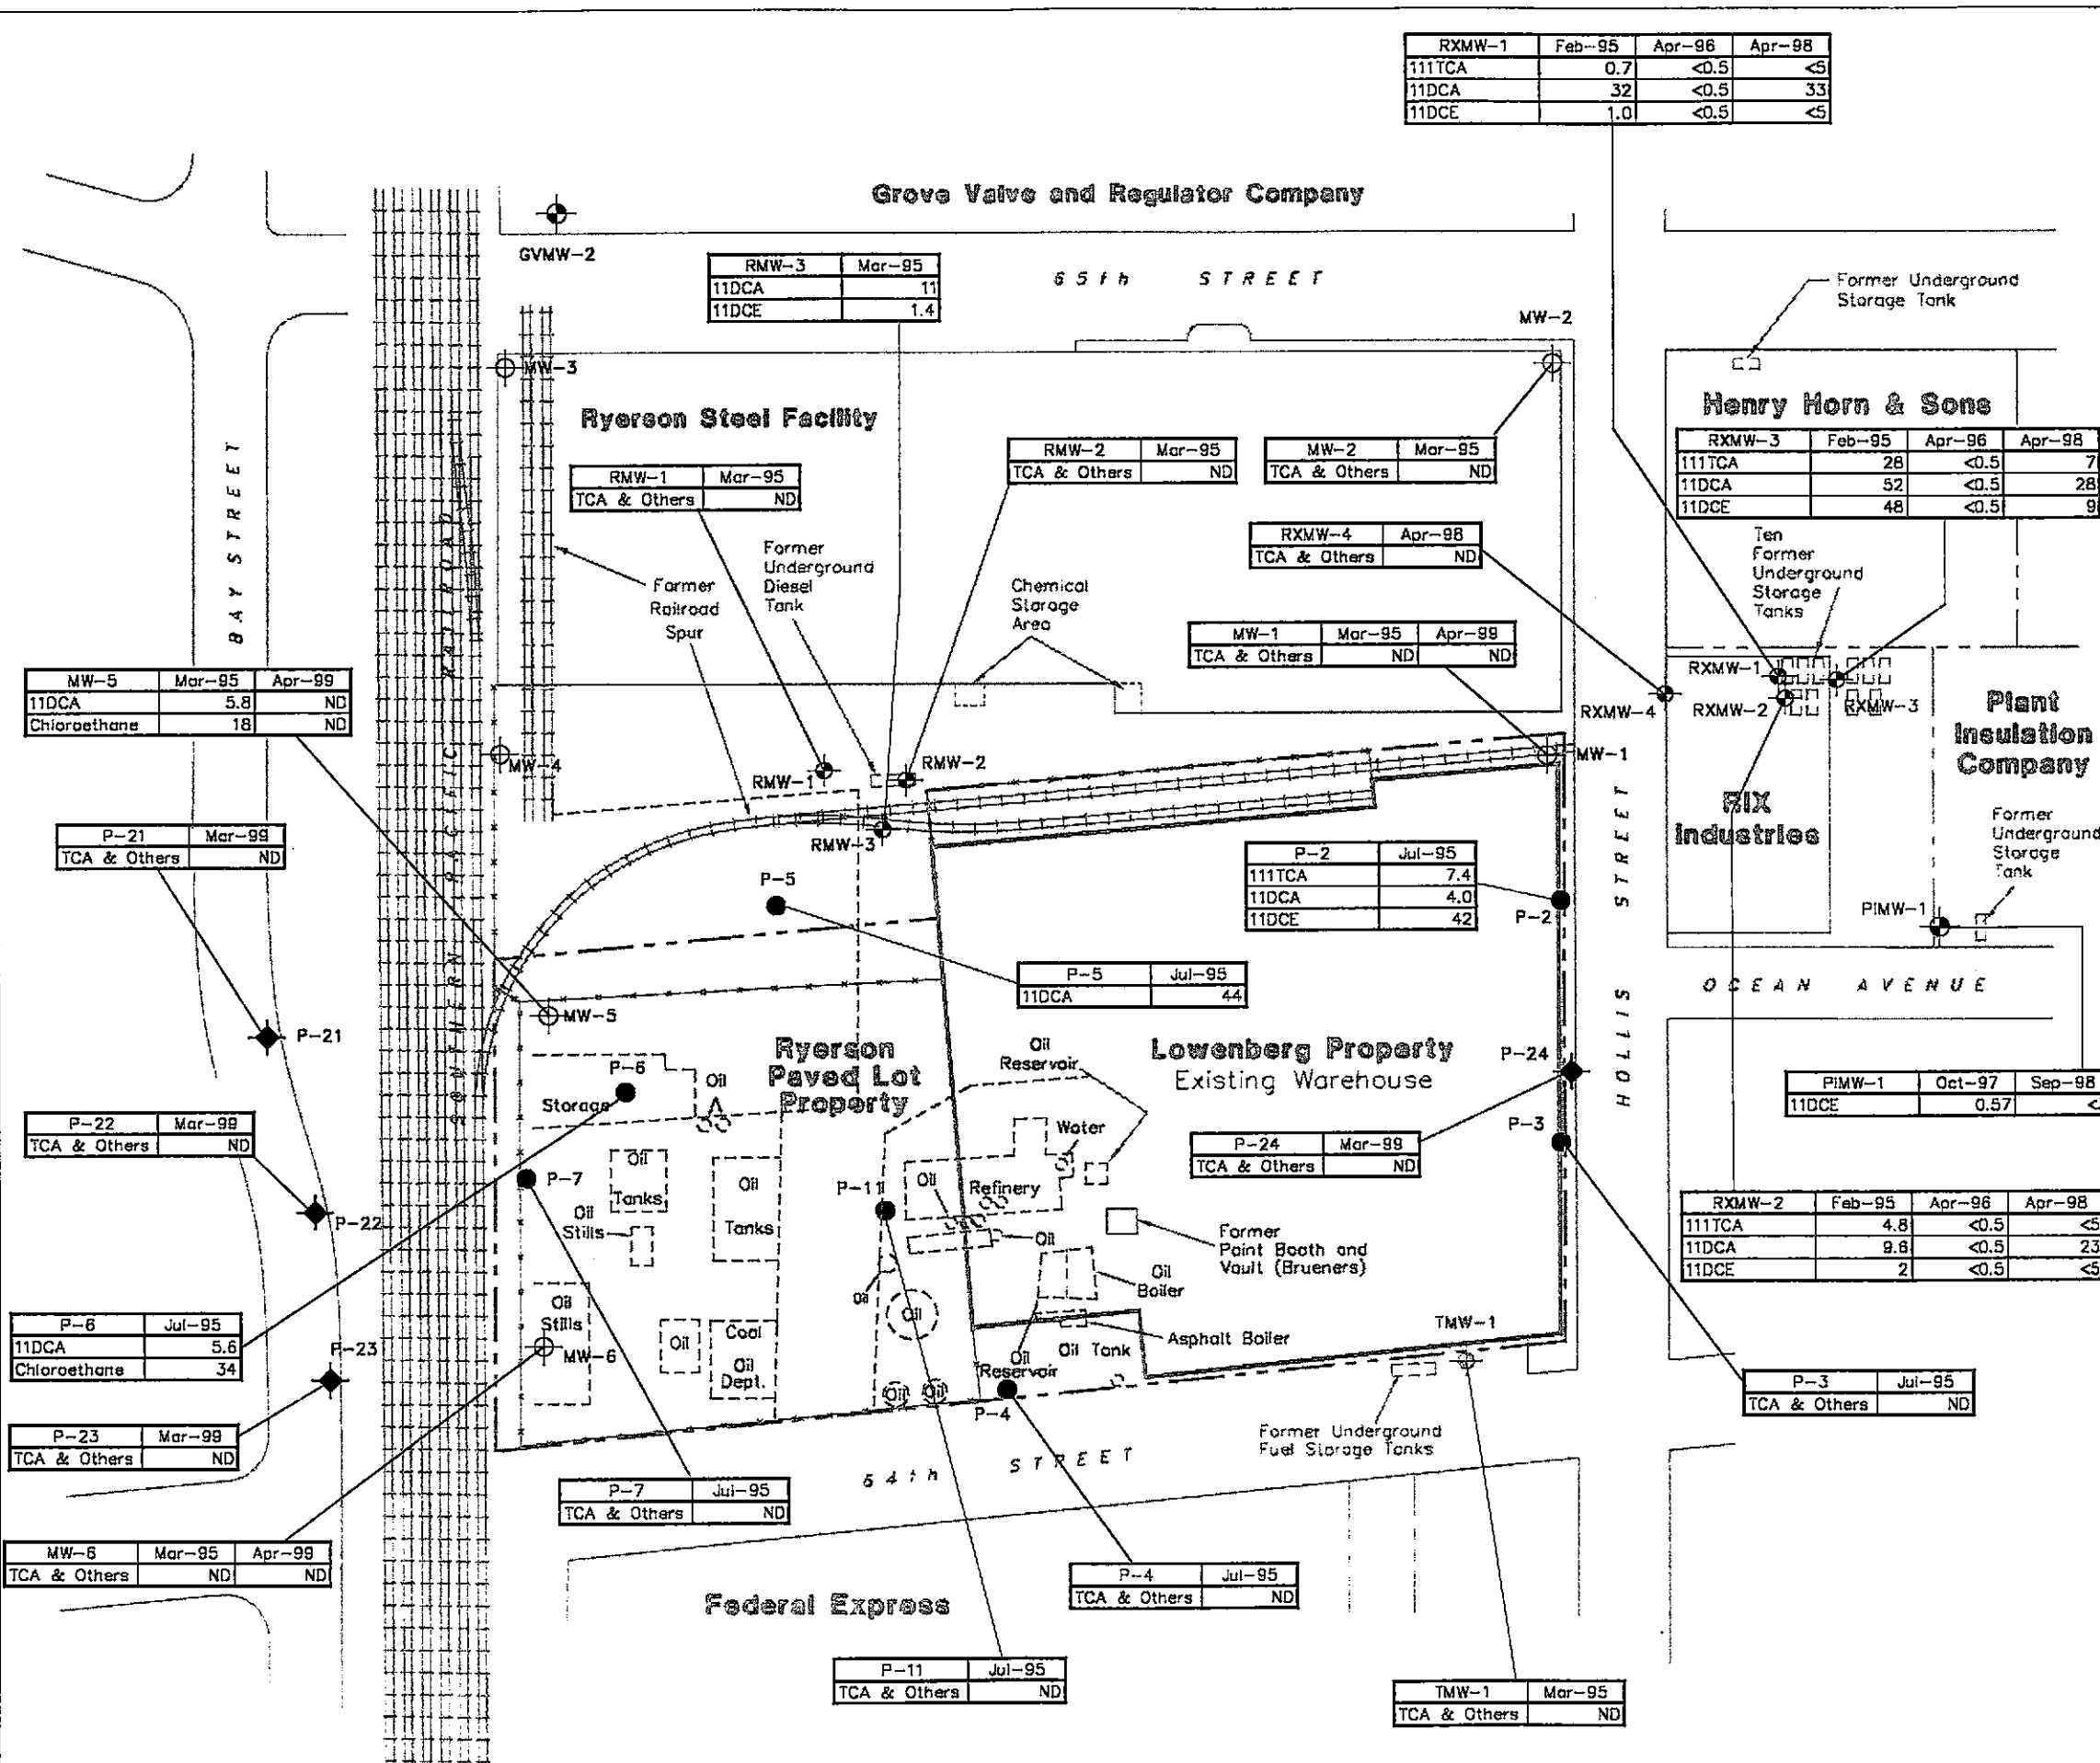 RXMW-1 Feb-95 Apr-96 Apr-98
111TCA 0.7 <0.5 <5
11DCA 32 <0.5 33
11DCE 1.0 <0.5 <5
Grove Valve and Regulator Company
GVMW-2
65th STREET
RMW-3 Mar-95
11DCA 11
11DCE 1.4
Former Underground
Storage Tank
MW-2
MW-3
Ryerson Steel Facility
Henry Horn & Sons
RXMW-3 Feb-95 Apr-96 Apr-98
111TCA 28 <0.5 7
11DCA 52 <0.5 28
11DCE 48 <0.5 9
RMW-1 Mar-95
TCA & Others ND
RMW-2 Mar-95
TCA & Others ND
MW-2 Mar-95
TCA & Others ND
RXMW-4 Apr-98
TCA & Others ND
MW-1 Mar-95 Apr-99
TCA & Others ND ND
BAY STREET
SOUTHERN PACIFIC RAILROAD
Former
Railroad
Spur
Former
Underground
Diesel
Tank
Chemical
Storage
Area
Ten
Former
Underground
Storage
Tanks
RXMW-1
RXMW-2
RXMW-3
RXMW-4
Plant
Insulation
Company
RIX
Industries
Former
Underground
Storage
Tank
PIMW-1
MW-5 Mar-95 Apr-99
11DCA 5.8 ND
Chloroethane 18 ND
MW-4
RMW-1
RMW-2
RMW-3
MW-1
HOLLIS STREET
P-21 Mar-99
TCA & Others ND
P-5
P-2 Jul-95
111TCA 7.4
11DCA 4.0
11DCE 42
P-2
P-5 Jul-95
11DCA 44
OCEAN AVENUE
P-21
MW-5
Ryerson
Paved Lot
Property
Oil
Reservoir
Lowenberg Property
Existing Warehouse
P-24
PIMW-1 Oct-97 Sep-98
11DCE 0.57
P-6
Storage
Oil
P-22 Mar-99
TCA & Others ND
P-24 Mar-99
TCA & Others ND
P-3
Water
P-7
Oil
Tanks
Oil
Tanks
Oil
Stills
P-11
Oil
Refinery
P-22
Oil
Former
Paint Booth and
Vault (Brueners)
RXMW-2 Feb-95 Apr-96 Apr-98
111TCA 4.8 <0.5 <5
11DCA 9.6 <0.5 23
11DCE 2 <0.5 <5
Oil
Boiler
Oil
Oil
P-6 Jul-95
11DCA 5.6
Chloroethane 34
P-23
Oil
Stills
MW-6
Oil
Coal
Oil
Dept.
Asphalt Boiler
TMW-1
Oil
Reservoir
Oil Tank
Oil
Oil
P-4
P-3 Jul-95
TCA & Others ND
P-23 Mar-99
TCA & Others ND
Former Underground
Fuel Storage Tanks
64th STREET
P-7 Jul-95
TCA & Others ND
MW-6 Mar-95 Apr-99
TCA & Others ND ND
P-4 Jul-95
TCA & Others ND
Federal Express
P-11 Jul-95
TCA & Others ND
TMW-1 Mar-95
TCA & Others ND